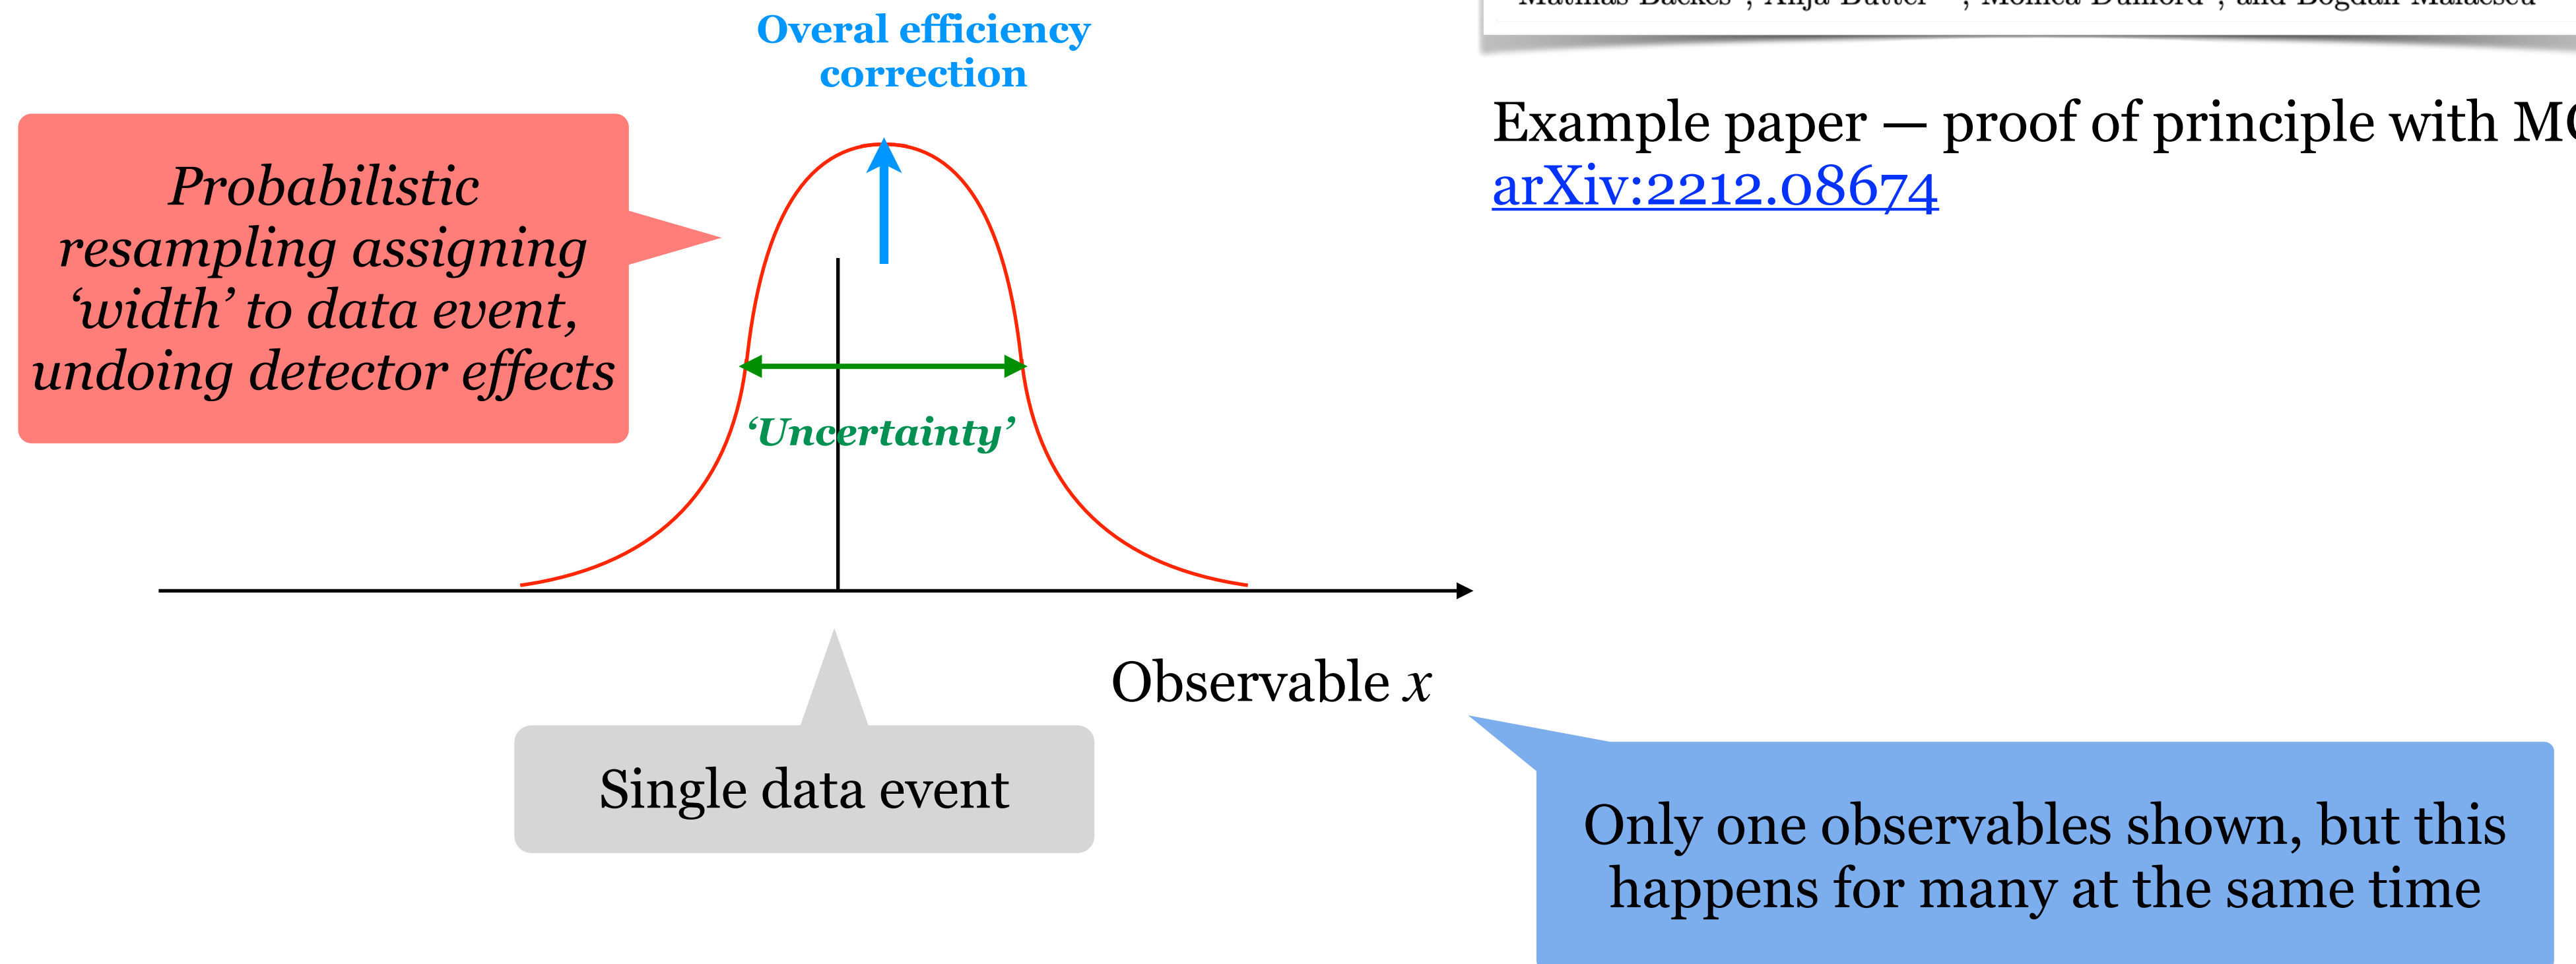 Overal efficiency
correction
Probabilistic
resampling assigning
‘width’ to data event,
undoing detector effects
‘Uncertainty’
Observable x
Single data event
Example paper — proof of principle with
arXiv:2212.08674
Only one observables shown, but this
happens for many at the same time